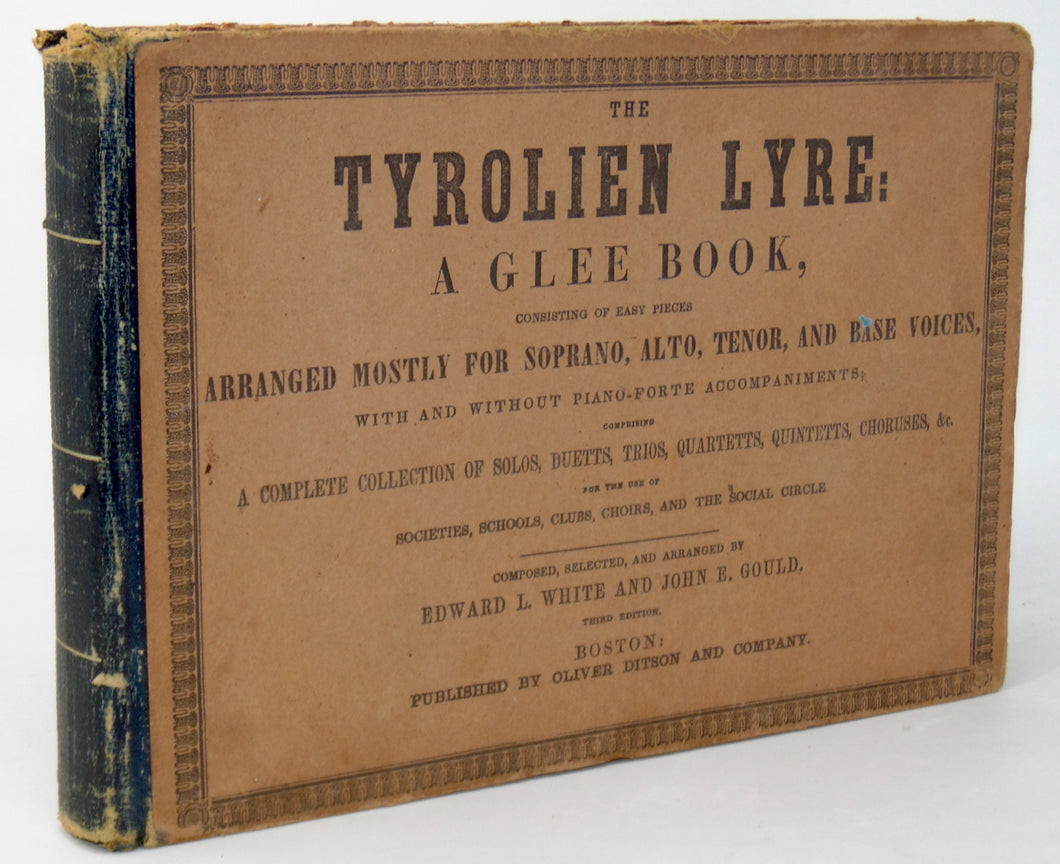 THE
TYROLIEN LYRE:
A GLEE BOOK,
CONSISTING OF EASY PIECES
ARRANGED MOSTLY FOR SOPRANO, ALTO, TENOR, AND BASE VOICES,
WITH AND WITHOUT PIANO-FORTE ACCOMPANIMENTS;
COMPRISING
A COMPLETE COLLECTION OF SOLOS, DUETTS, TRIOS, QUARTETTS, QUINTETTS, CHORUSES, &c.
FOR THE USE OF
SOCIETIES, SCHOOLS, CLUBS, CHOIRS, AND THE SOCIAL CIRCLE.
COMPOSED, SELECTED, AND ARRANGED BY
EDWARD L. WHITE AND JOHN E. GOULD.
THIRD EDITION.
BOSTON:
PUBLISHED BY OLIVER DITSON AND COMPANY.